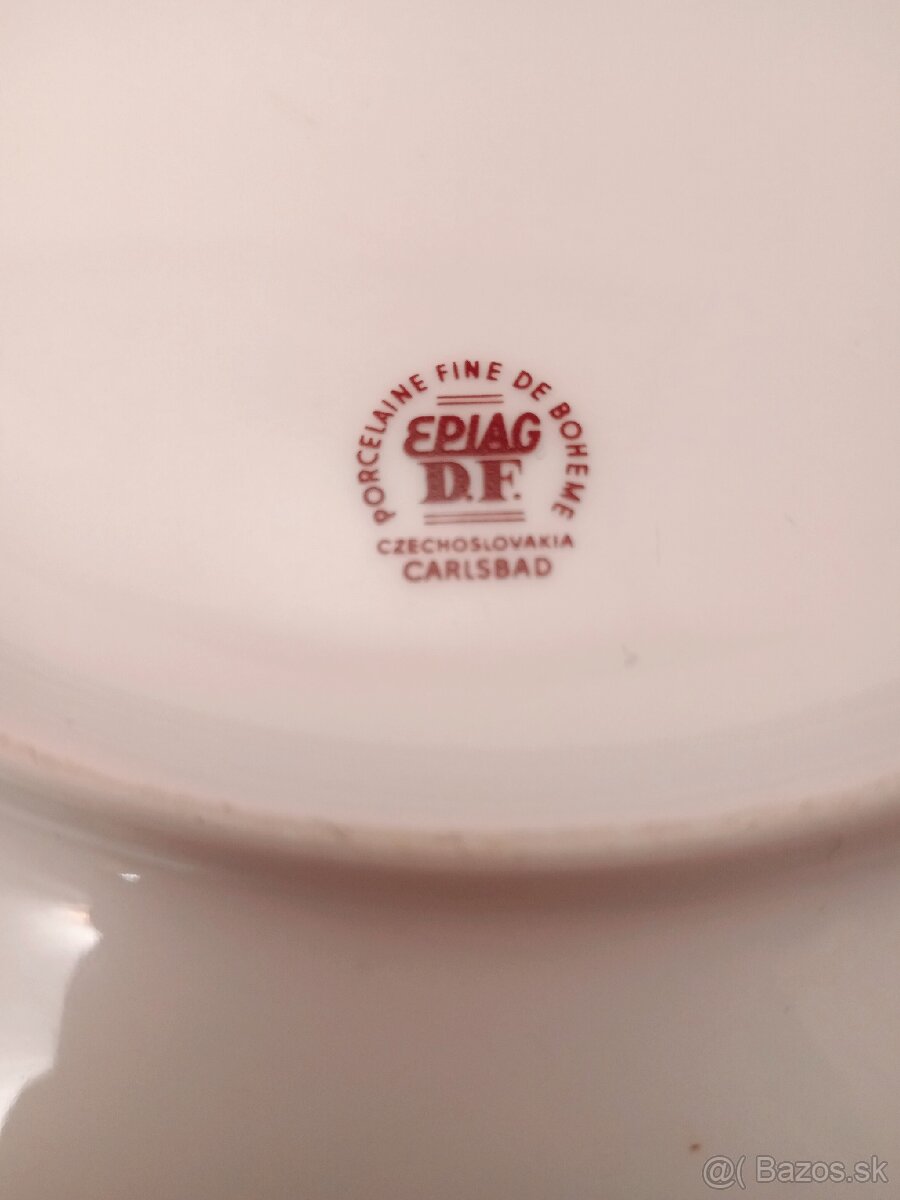 PORCELAINE FINE DE BOHEME
EPIAG
D.F.
CZECHOSLOVAKIA
CARLSBAD
@( Bazos.sk